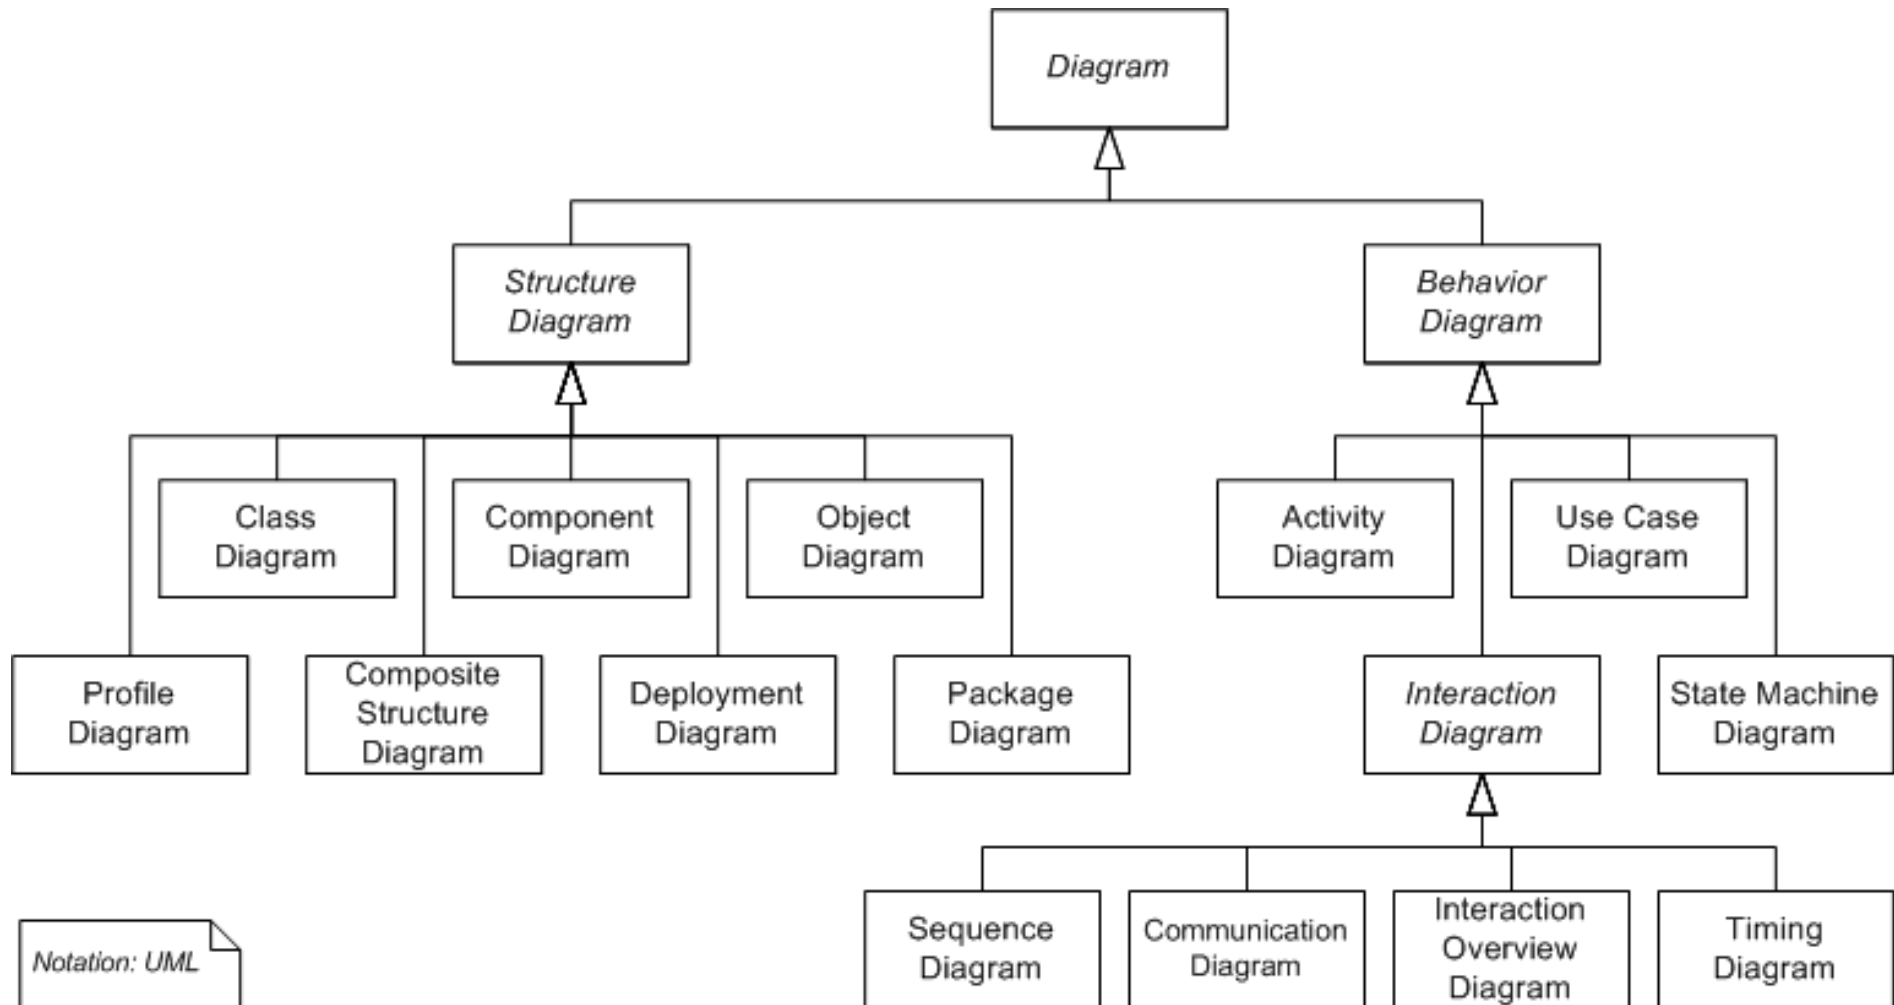 Diagram
Structure
Diagram
Behavior
Diagram
Class
Diagram
Component
Diagram
Object
Diagram
Activity
Diagram
Use Case
Diagram
Profile
Diagram
Composite
Structure
Diagram
Deployment
Diagram
Package
Diagram
Interaction
Diagram
State Machine
Diagram
Sequence
Diagram
Communication
Diagram
Interaction
Overview
Diagram
Timing
Diagram
Notation: UML